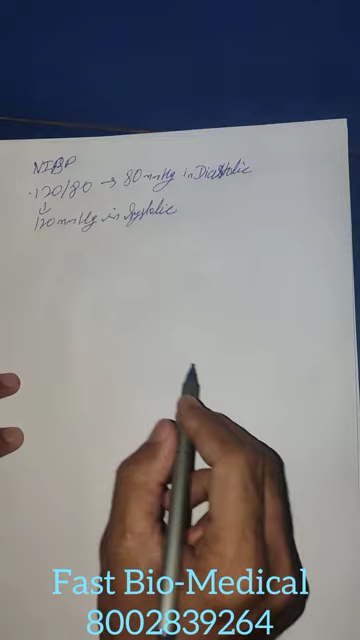 NIBP
120/80 → 80 mmHg in Diastolic
↓
120 mmHg in Systolic
Fast Bio-Medical
8002839264